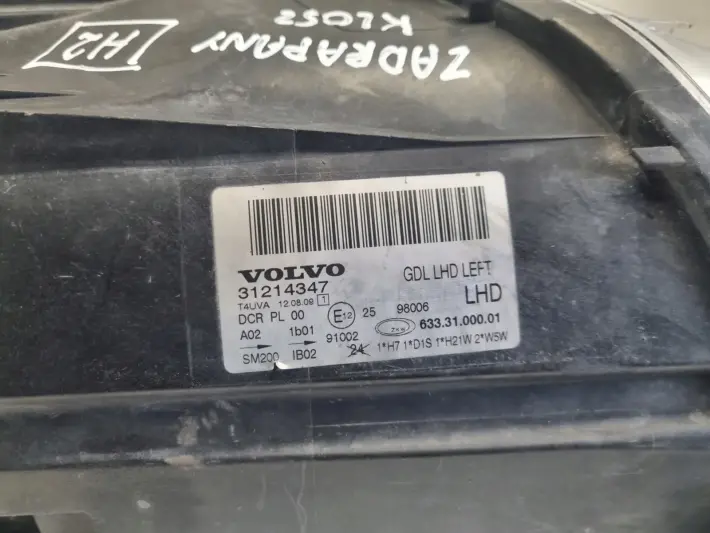 ZADRAPANY
KLOSZ
H2
VOLVO
GDL LHD LEFT
31214347
LHD
T4UVA 12.08.09 1
DCR PL 00
E12 25 98006
A02 1b01 91002
ZKW 633.31.000.01
SM200 IB02 24 1*H7 1*D1S 1*H21W 2*W5W